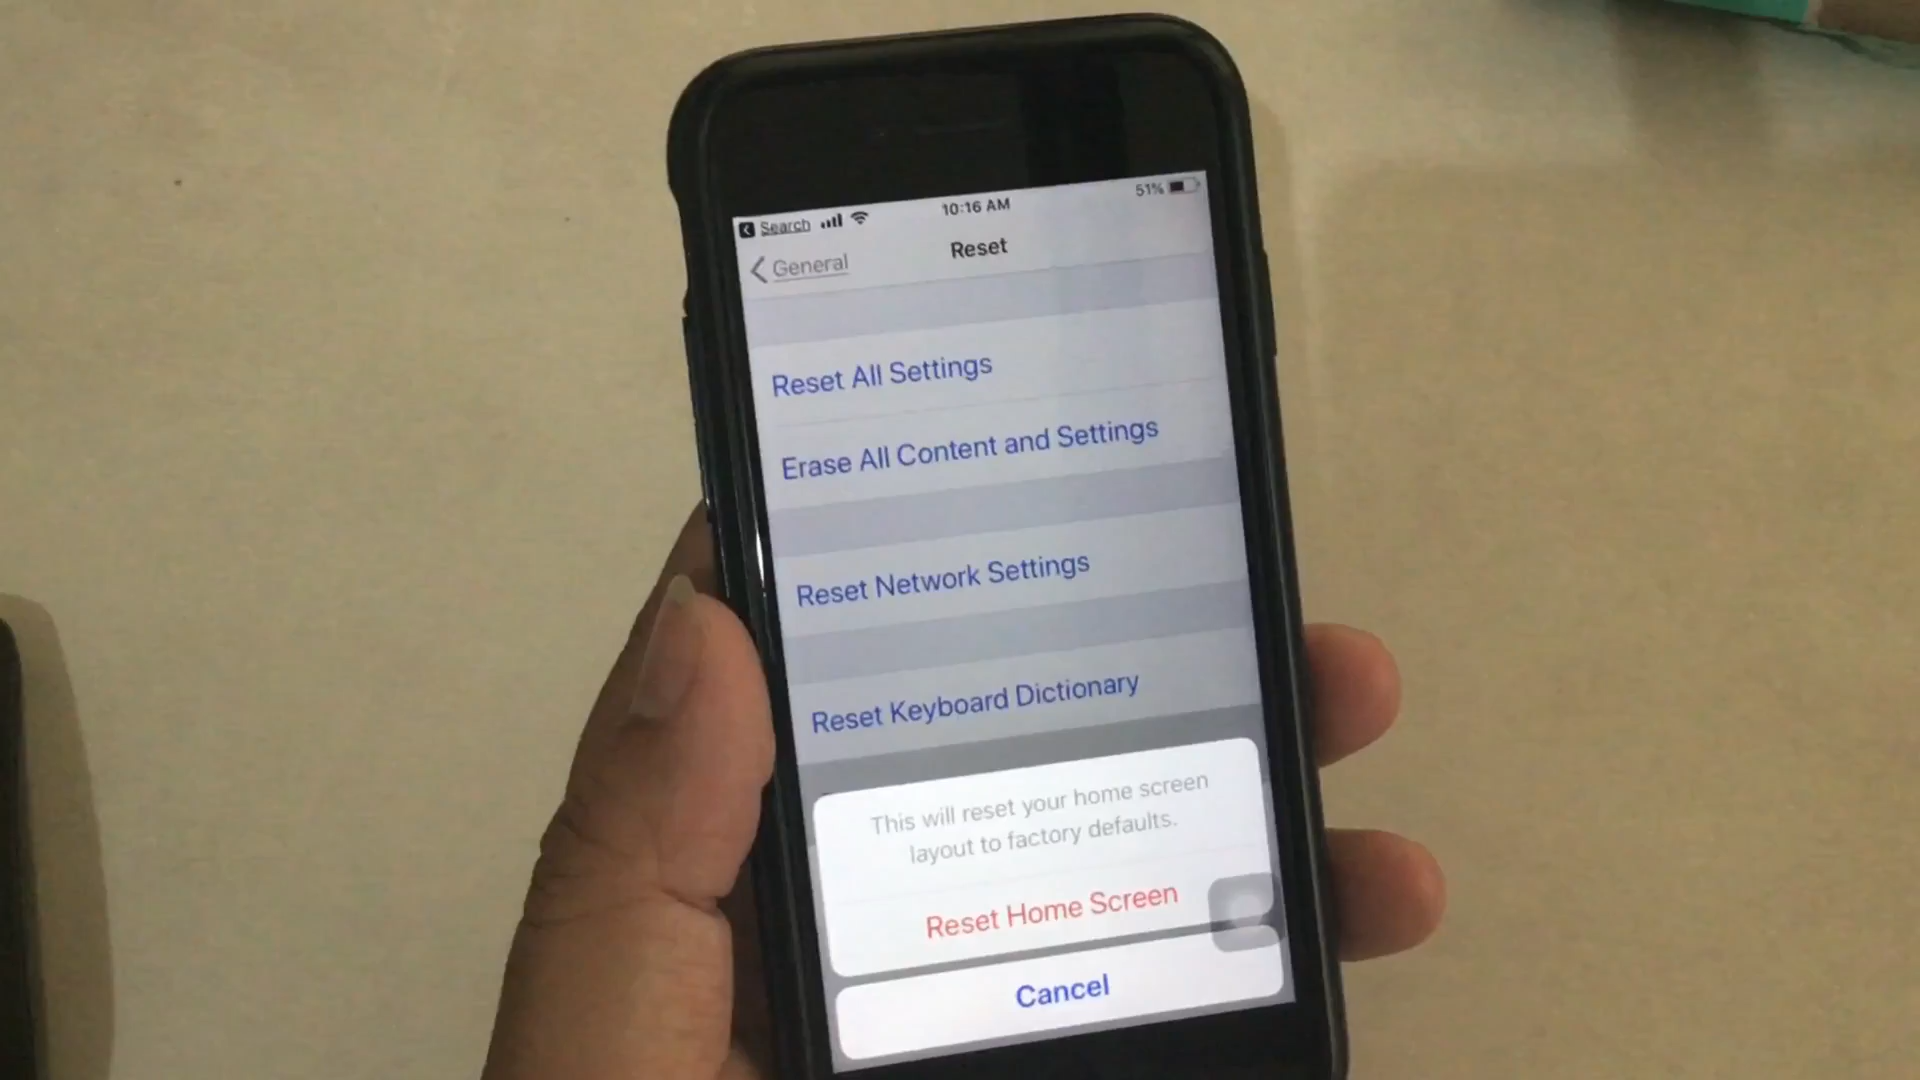 Search 10:16 AM 51%
General Reset
Reset All Settings
Erase All Content and Settings
Reset Network Settings
Reset Keyboard Dictionary
This will reset your home screen
layout to factory defaults.
Reset Home Screen
Cancel